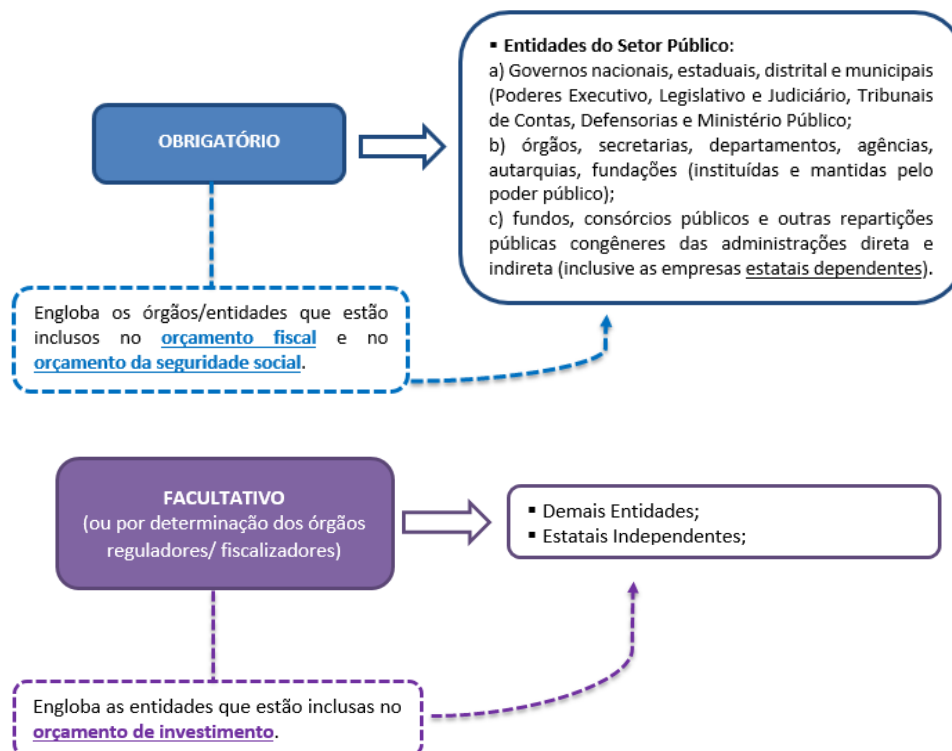 OBRIGATÓRIO
▪ Entidades do Setor Público:
a) Governos nacionais, estaduais, distrital e municipais
(Poderes Executivo, Legislativo e Judiciário, Tribunais
de Contas, Defensorias e Ministério Público;
b) órgãos, secretarias, departamentos, agências,
autarquias, fundações (instituídas e mantidas pelo
poder público);
c) fundos, consórcios públicos e outras repartições
públicas congêneres das administrações direta e
indireta (inclusive as empresas estatais dependentes).
Engloba os órgãos/entidades que estão
inclusos no orçamento fiscal e no
orçamento da seguridade social.
FACULTATIVO
(ou por determinação dos órgãos
reguladores/ fiscalizadores)
▪ Demais Entidades;
▪ Estatais Independentes;
Engloba as entidades que estão inclusas no
orçamento de investimento.